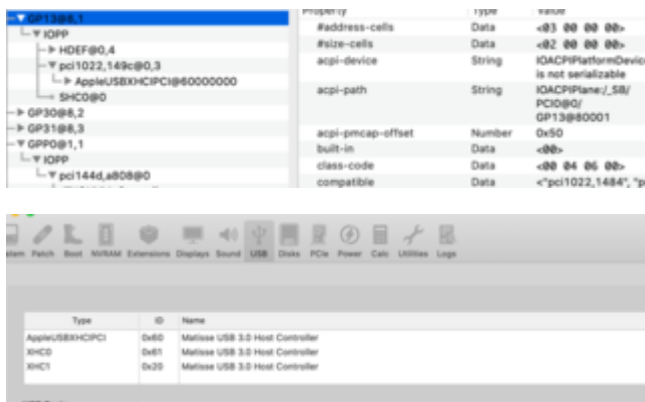 GP13@8,1
Property Type Value
IOPP
#address-cells Data <03 00 00 00>
HDEF@0,4
#size-cells Data <02 00 00 00>
pci1022,149c@0,3
acpi-device String IOACPIPlatformDevice is not serializable
AppleUSBXHCIPCI@60000000
SHC0@0
acpi-path String IOACPIPlane:/_SB/PCI0@0/GP13@80001
GP30@8,2
GP31@8,3
GPP0@1,1
acpi-pmcap-offset Number 0x50
IOPP
built-in Data <00>
pci144d,a808@0
class-code Data <00 04 06 00>
compatible Data <"pci1022,1484", "p
Patch Boot NVRAM Extensions Displays Sound USB Disks PCIe Power Calc Utilities Logs
Type ID Name
AppleUSBXHCIPCI 0x60 Matisse USB 3.0 Host Controller
XHC0 0x61 Matisse USB 3.0 Host Controller
XHC1 0x20 Matisse USB 3.0 Host Controller